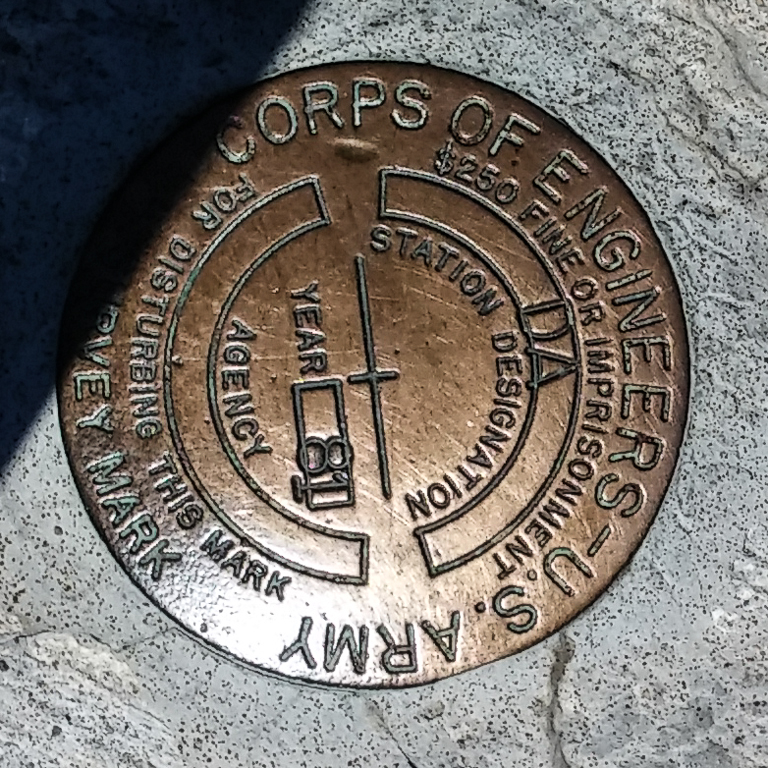 CORPS OF ENGINEERS–U.S. ARMY
RVEY MARK
$250 FINE OR IMPRISONMENT
FOR DISTURBING THIS MARK
STATION DESIGNATION
DA
AGENCY
YEAR
81